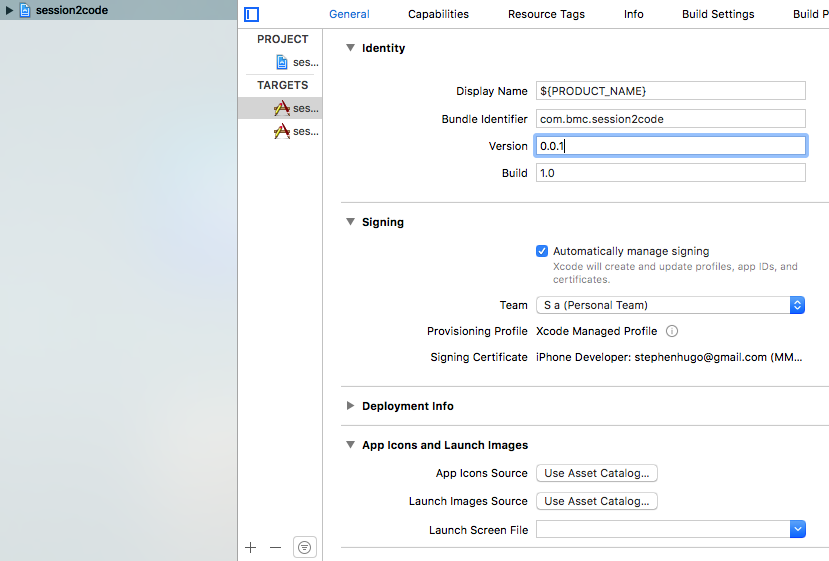 session2code
General Capabilities Resource Tags Info Build Settings Build P
PROJECT
ses...
TARGETS
ses...
ses...
Identity
Display Name ${PRODUCT_NAME}
Bundle Identifier com.bmc.session2code
Version 0.0.1
Build 1.0
Signing
Automatically manage signing
Xcode will create and update profiles, app IDs, and
certificates.
Team S a (Personal Team)
Provisioning Profile Xcode Managed Profile
Signing Certificate iPhone Developer: stephenhugo@gmail.com (MM...
Deployment Info
App Icons and Launch Images
App Icons Source Use Asset Catalog...
Launch Images Source Use Asset Catalog...
Launch Screen File